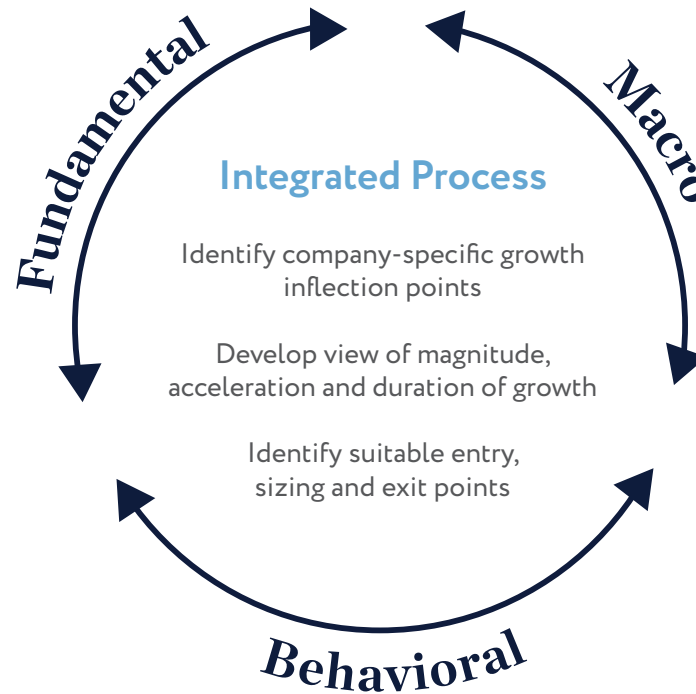 Fundamental
Macro
Integrated Process
Identify company-specific growth
inflection points
Develop view of magnitude,
acceleration and duration of growth
Identify suitable entry,
sizing and exit points
Behavioral